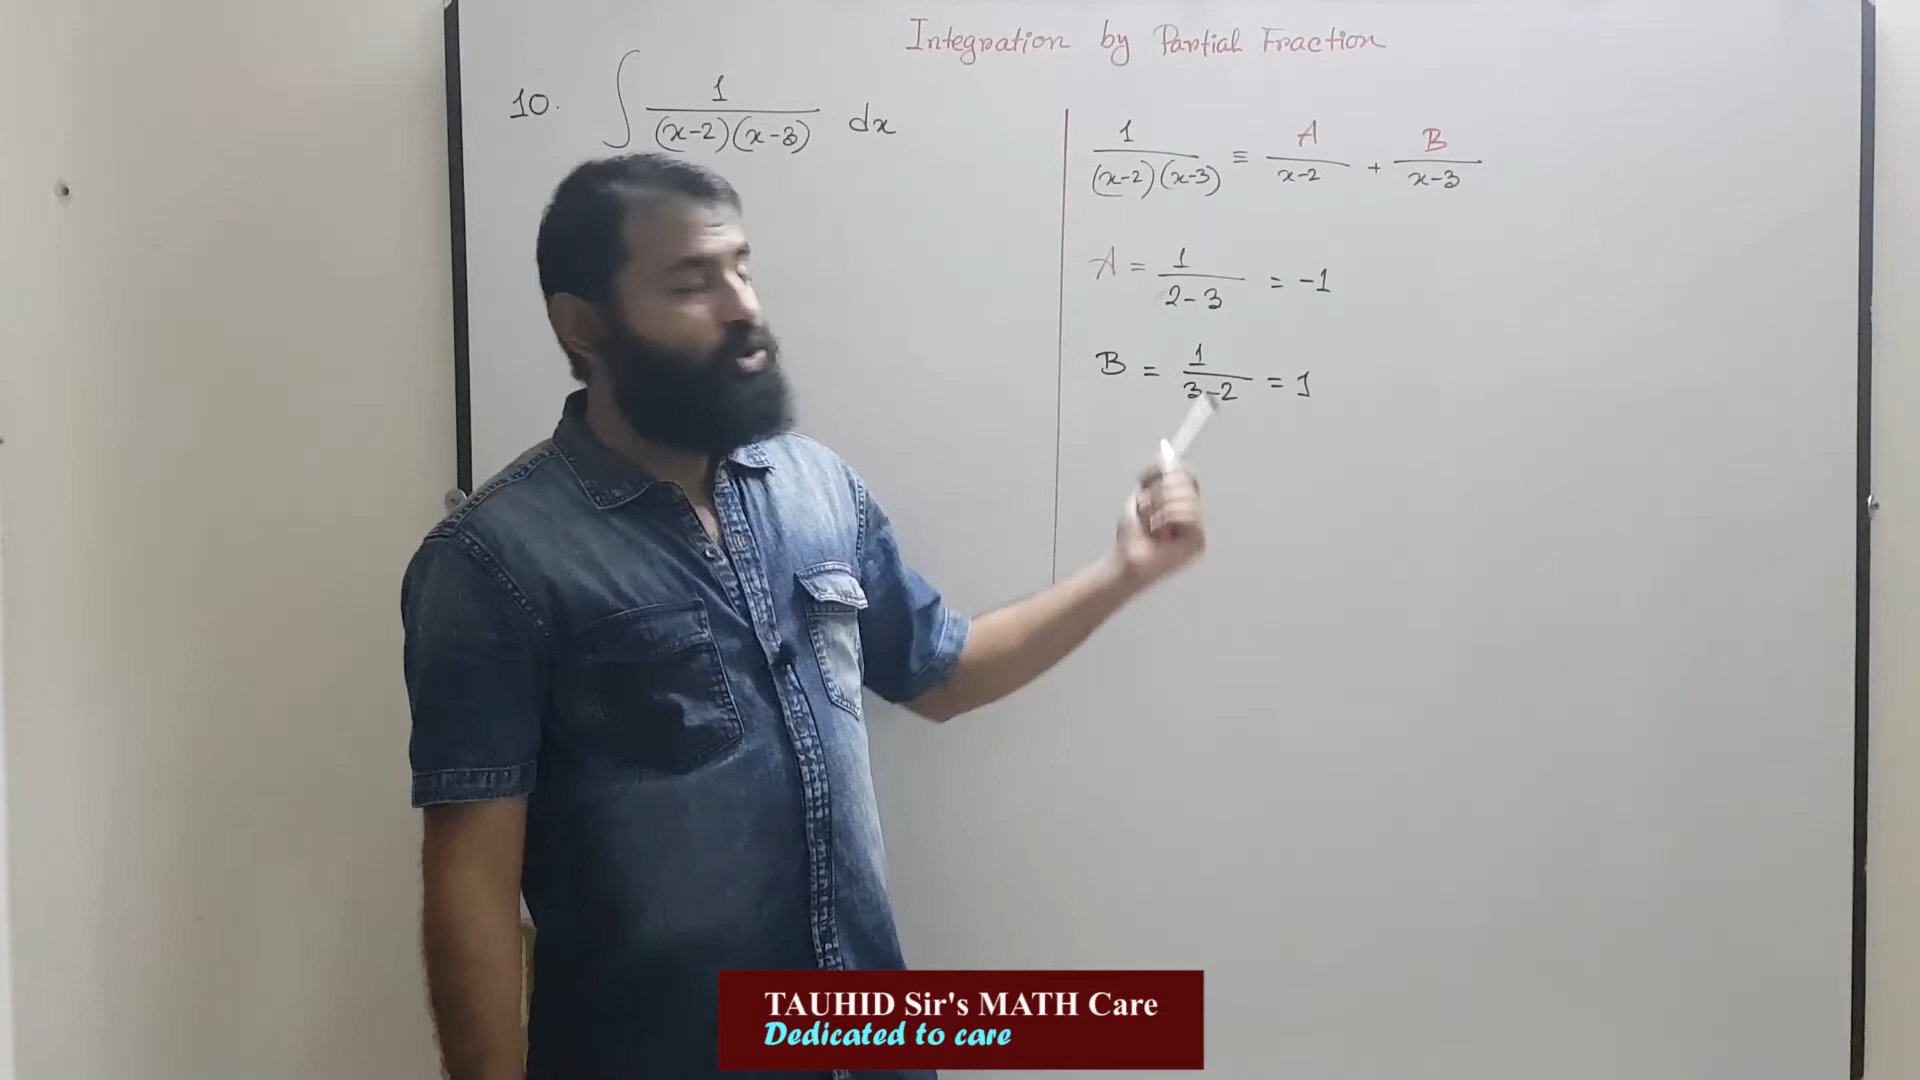 Integration by Partial Fraction
10. ∫ 1/((x-2)(x-3)) dx
1/((x-2)(x-3)) ≡ A/(x-2) + B/(x-3)
A = 1/(2-3) = -1
B = 1/(3-2) = 1
TAUHID Sir's MATH Care
Dedicated to care